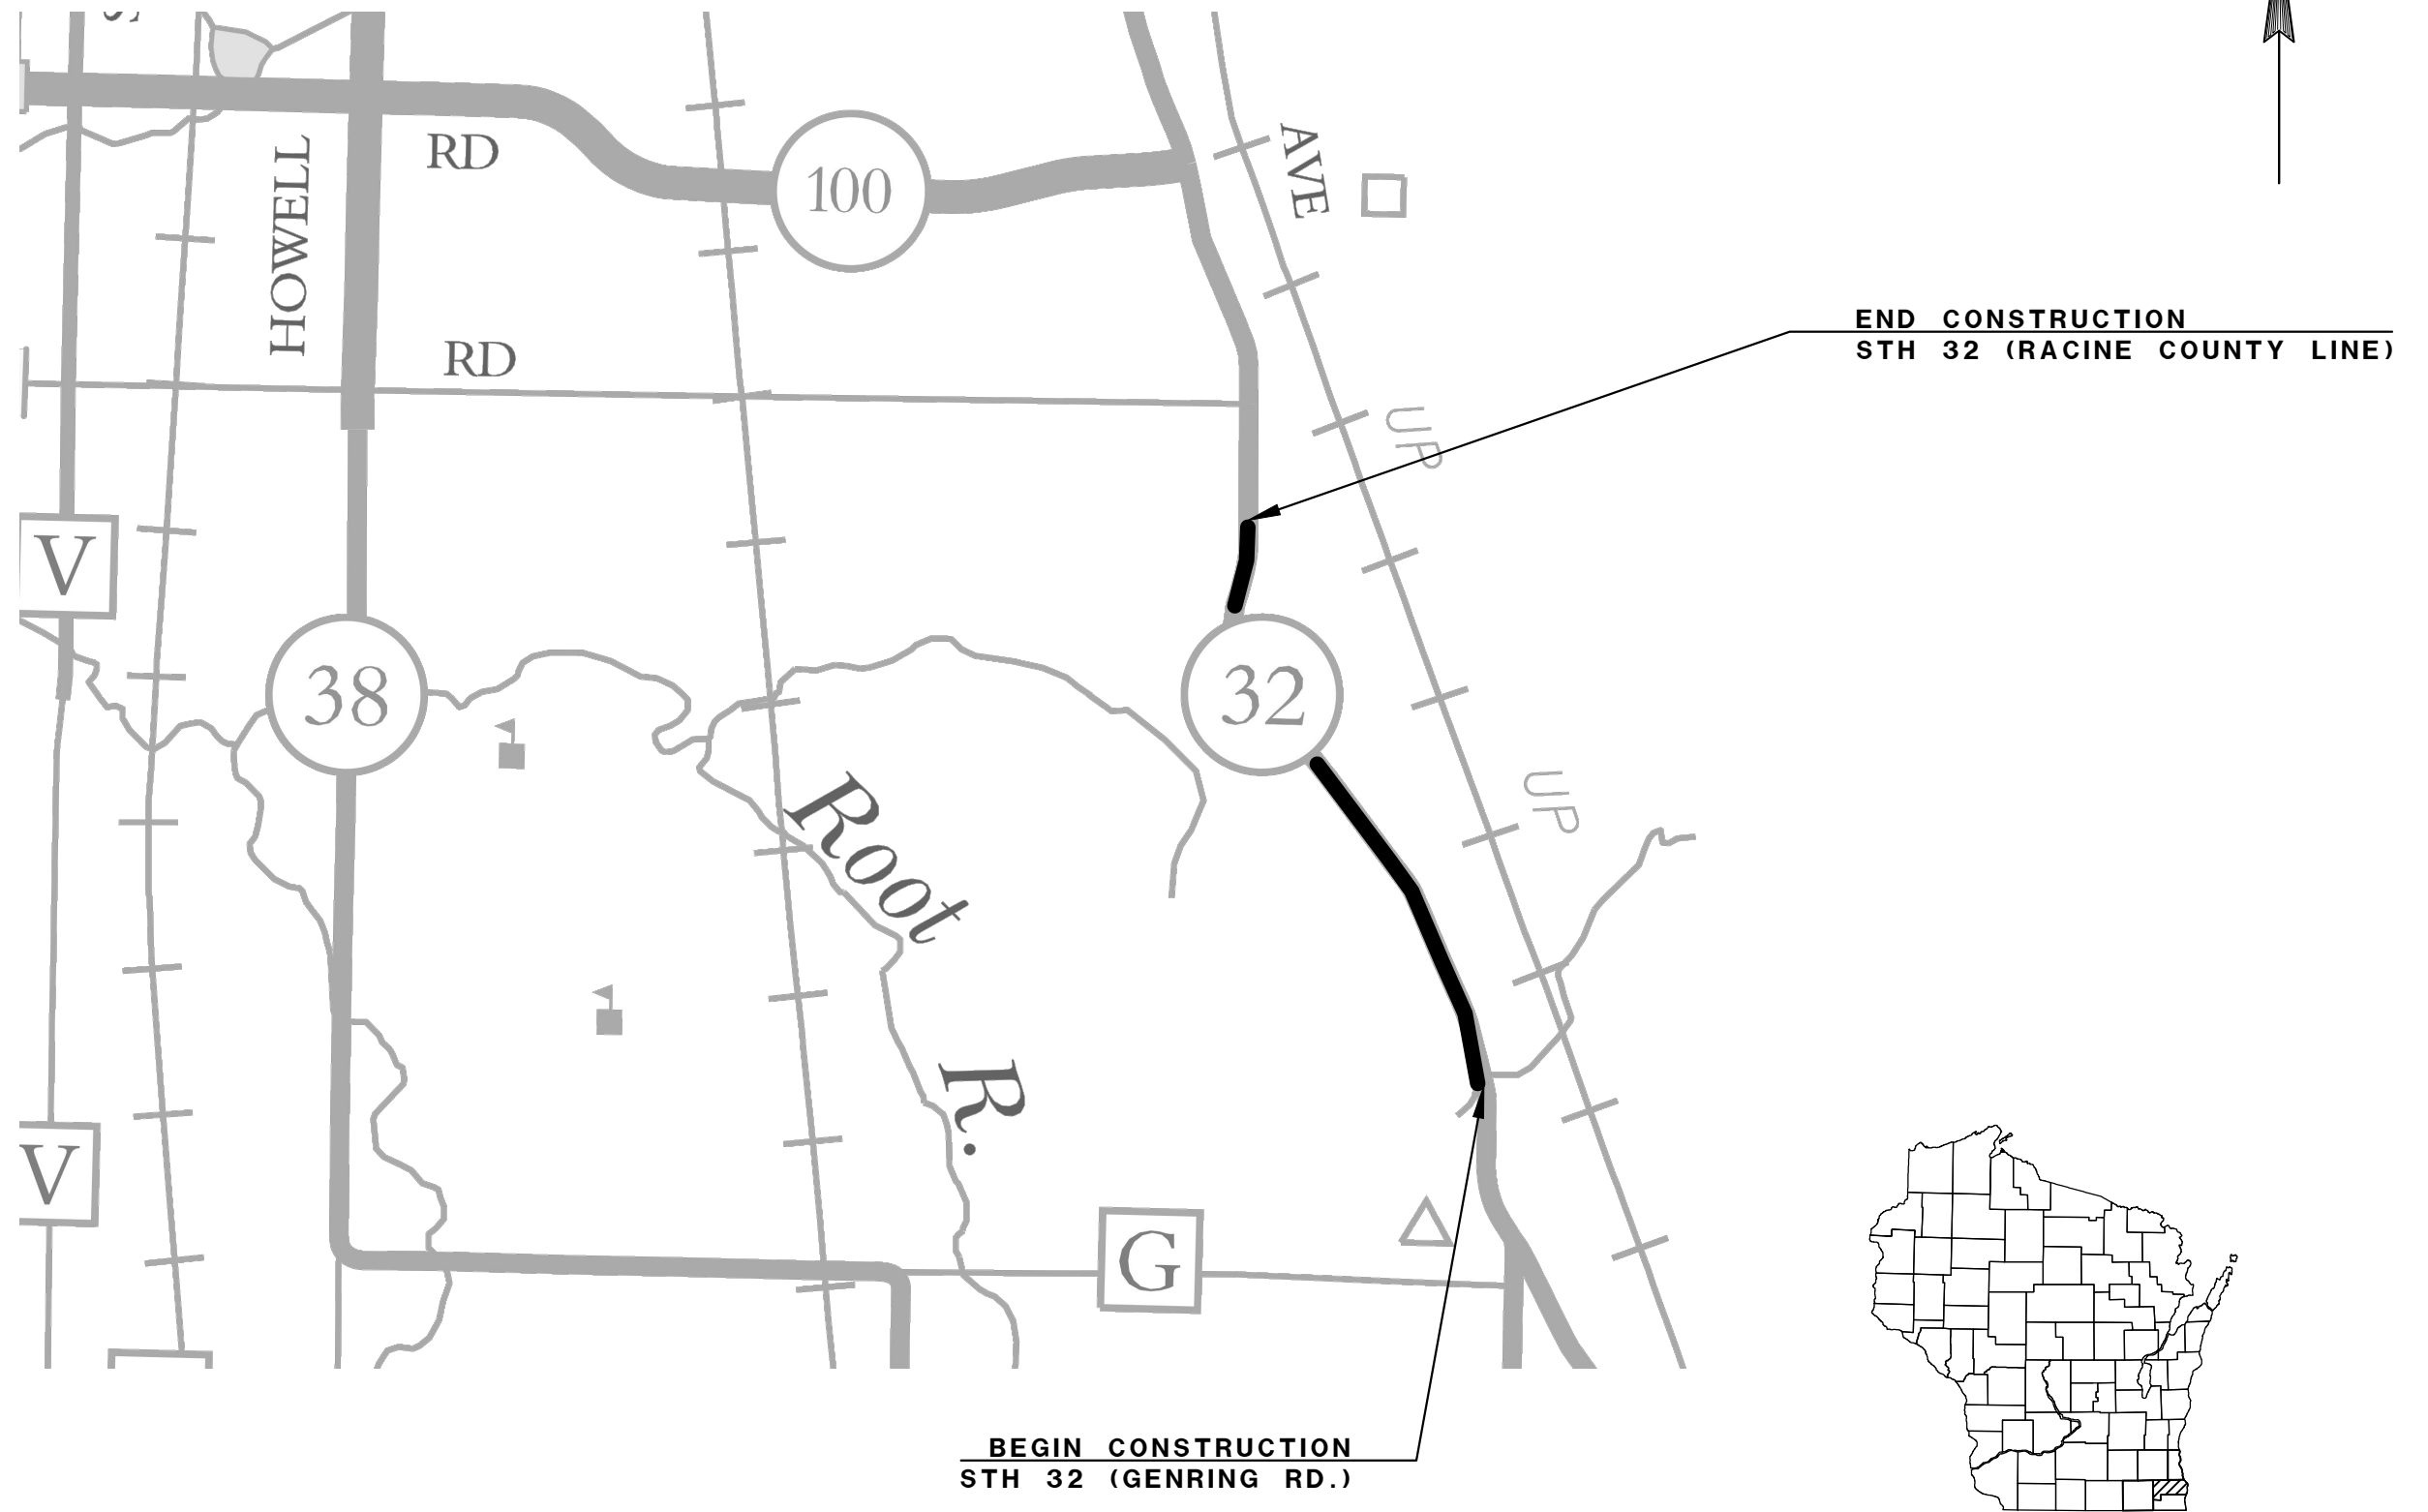 RD
100
HOWELL
AVE
END CONSTRUCTION
STH 32 (RACINE COUNTY LINE)
RD
UP
V
38
32
UP
Root
R.
V
G
BEGIN CONSTRUCTION
STH 32 (GENRING RD.)